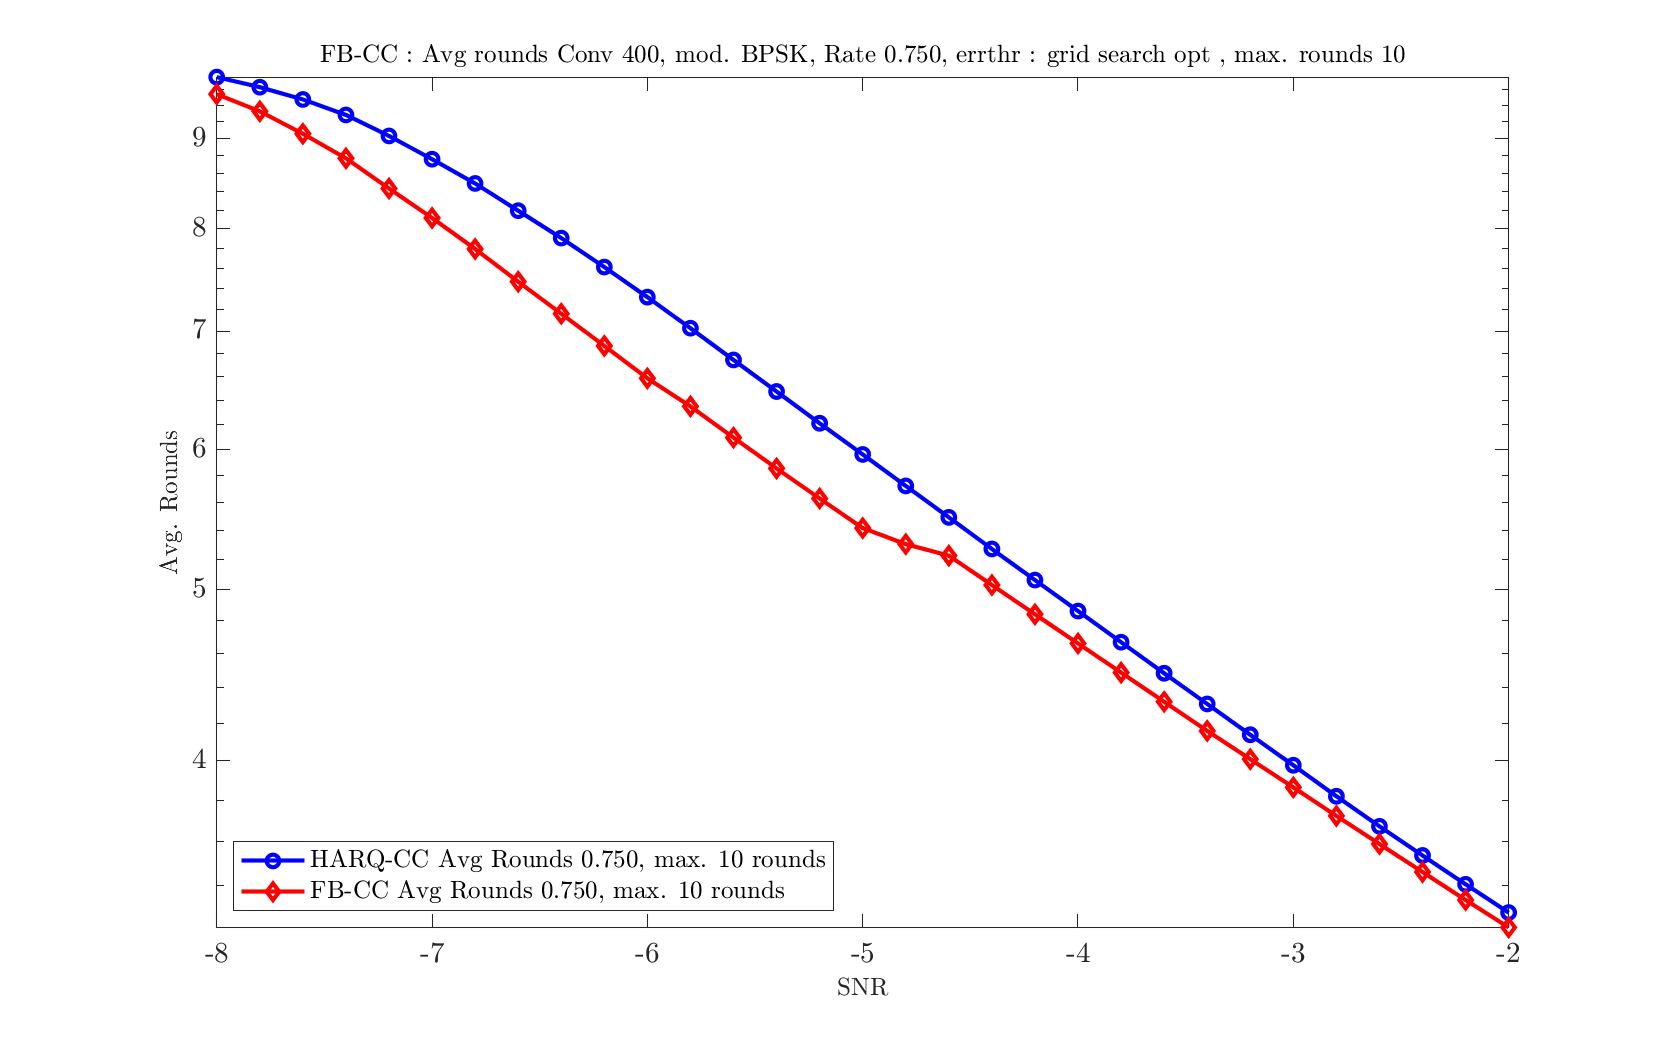 FB-CC : Avg rounds Conv 400, mod. BPSK, Rate 0.750, errthr : grid search opt , max. rounds 10
9
8
7
6
5
4
Avg. Rounds
HARQ-CC Avg Rounds 0.750, max. 10 rounds
FB-CC Avg Rounds 0.750, max. 10 rounds
-8 -7 -6 -5 -4 -3 -2
SNR